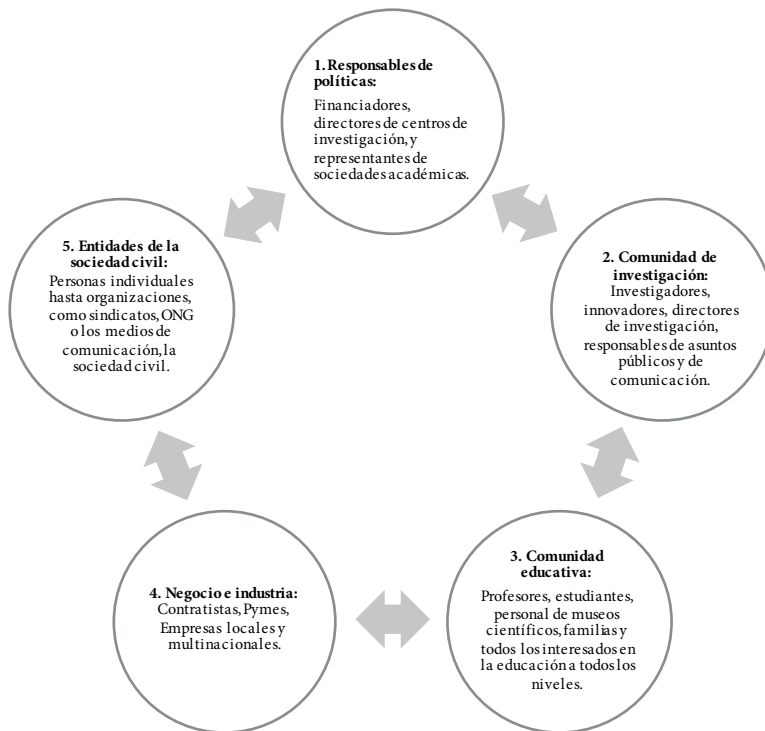 1. Responsables de
políticas:
Financiadores,
directores de centros de
investigación, y
representantes de
sociedades académicas.
2. Comunidad de
investigación:
Investigadores,
innovadores, directores
de investigación,
responsables de asuntos
públicos y de
comunicación.
3. Comunidad
educativa:
Profesores, estudiantes,
personal de museos
científicos, familias y
todos los interesados en
la educación a todos los
niveles.
4. Negocio e industria:
Contratistas, Pymes,
Empresas locales y
multinacionales.
5. Entidades de la
sociedad civil:
Personas individuales
hasta organizaciones,
como sindicatos, ONG
o los medios de
comunicación, la
sociedad civil.